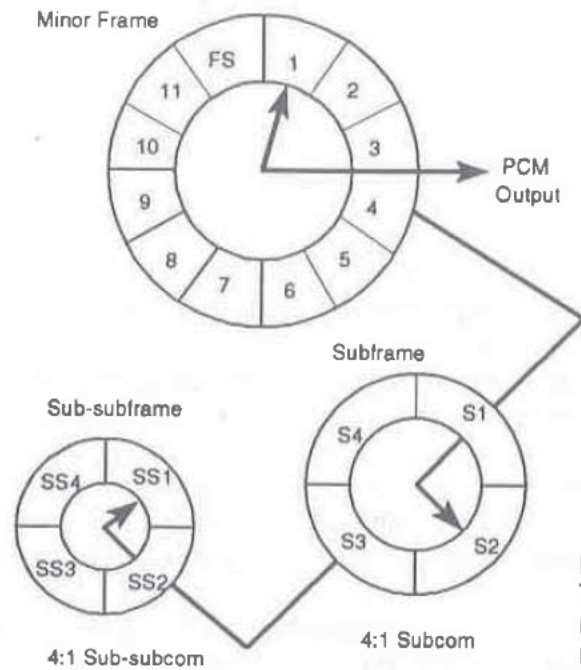 Minor Frame
FS
1
2
3
4
5
6
7
8
9
10
11
PCM
Output
Subframe
S1
S2
S3
S4
Sub-subframe
SS1
SS2
SS3
SS4
4:1 Subcom
4:1 Sub-subcom